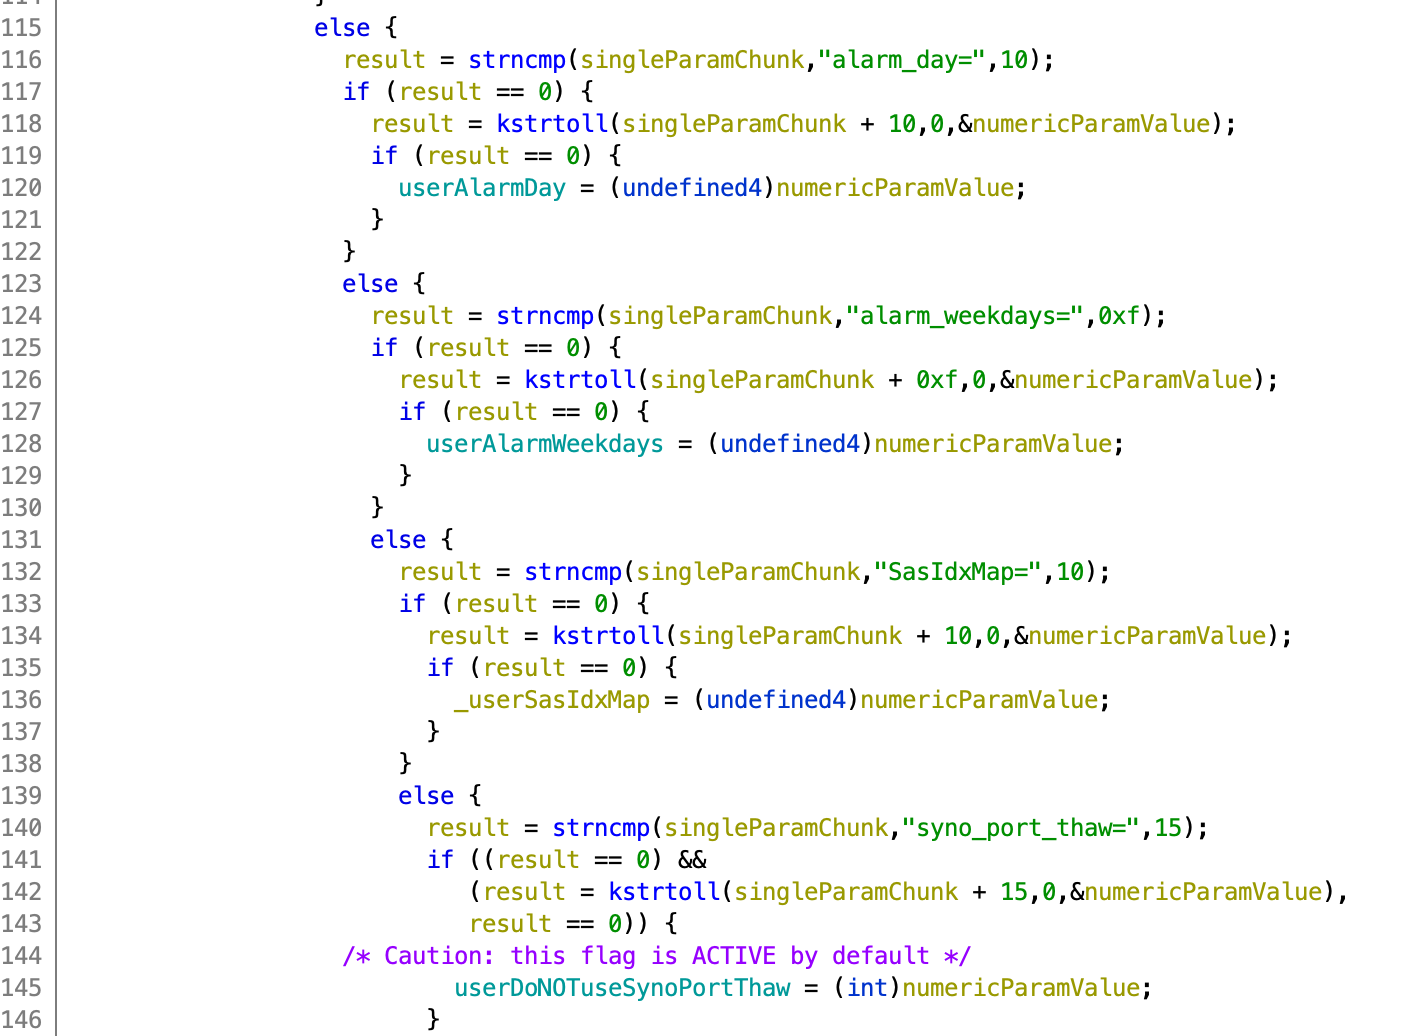 114 }
115 else {
116 result = strncmp(singleParamChunk,"alarm_day=",10);
117 if (result == 0) {
118 result = kstrtoll(singleParamChunk + 10,0,&numericParamValue);
119 if (result == 0) {
120 userAlarmDay = (undefined4)numericParamValue;
121 }
122 }
123 else {
124 result = strncmp(singleParamChunk,"alarm_weekdays=",0xf);
125 if (result == 0) {
126 result = kstrtoll(singleParamChunk + 0xf,0,&numericParamValue);
127 if (result == 0) {
128 userAlarmWeekdays = (undefined4)numericParamValue;
129 }
130 }
131 else {
132 result = strncmp(singleParamChunk,"SasIdxMap=",10);
133 if (result == 0) {
134 result = kstrtoll(singleParamChunk + 10,0,&numericParamValue);
135 if (result == 0) {
136 _userSasIdxMap = (undefined4)numericParamValue;
137 }
138 }
139 else {
140 result = strncmp(singleParamChunk,"syno_port_thaw=",15);
141 if ((result == 0) &&
142 (result = kstrtoll(singleParamChunk + 15,0,&numericParamValue),
143 result == 0)) {
144 /* Caution: this flag is ACTIVE by default */
145 userDoNOTuseSynoPortThaw = (int)numericParamValue;
146 }